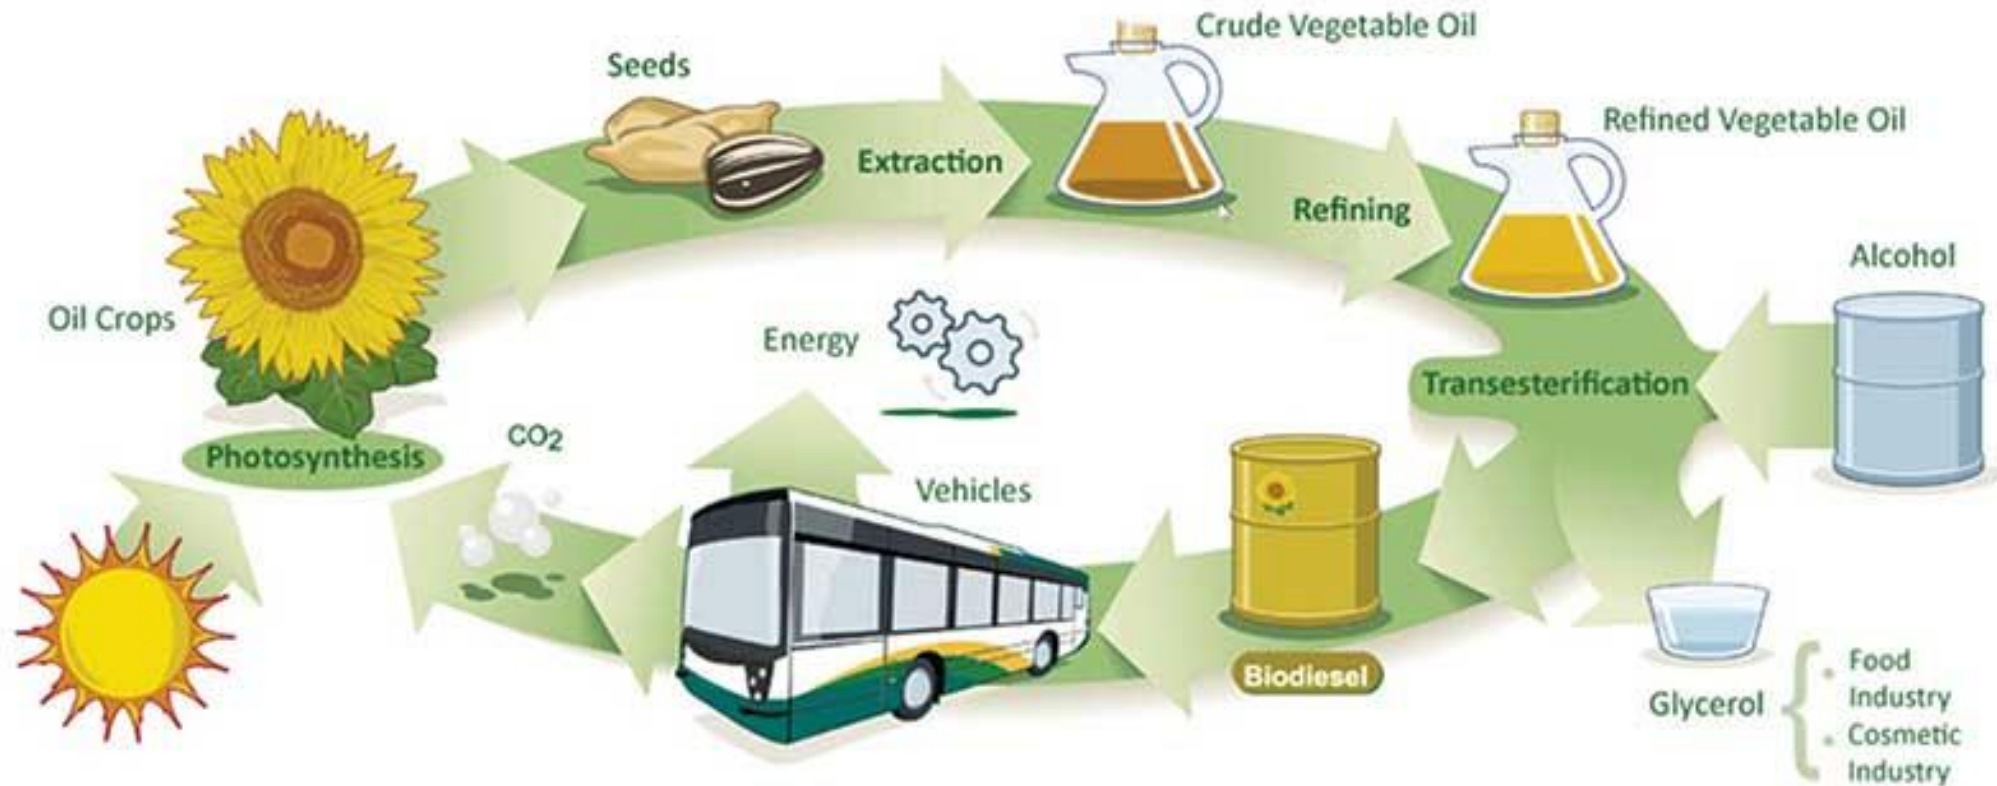 Crude Vegetable Oil
Seeds
Refined Vegetable Oil
Extraction
Refining
Alcohol
Oil Crops
Energy
Transesterification
CO2
Photosynthesis
Vehicles
Biodiesel
Glycerol
· Food
Industry
· Cosmetic
Industry